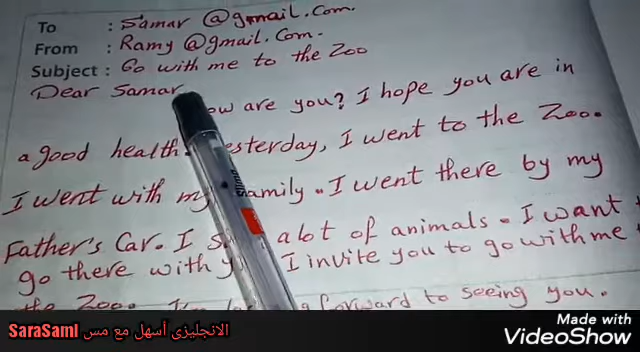 To : Samar @gmail.Com.
From : Ramy @gmail.Com.
Subject : Go with me to the Zoo
Dear Samar
are you? I hope you are in
a good health. I went to the Zoo.
I went with my I went there by my
Father's Car. I a lot of animals. I want
go there with I invite you to go with me
the Zoo. forward to seeing you.
SaraSamI الانجليزى أسهل مع مس
Made with
VideoShow